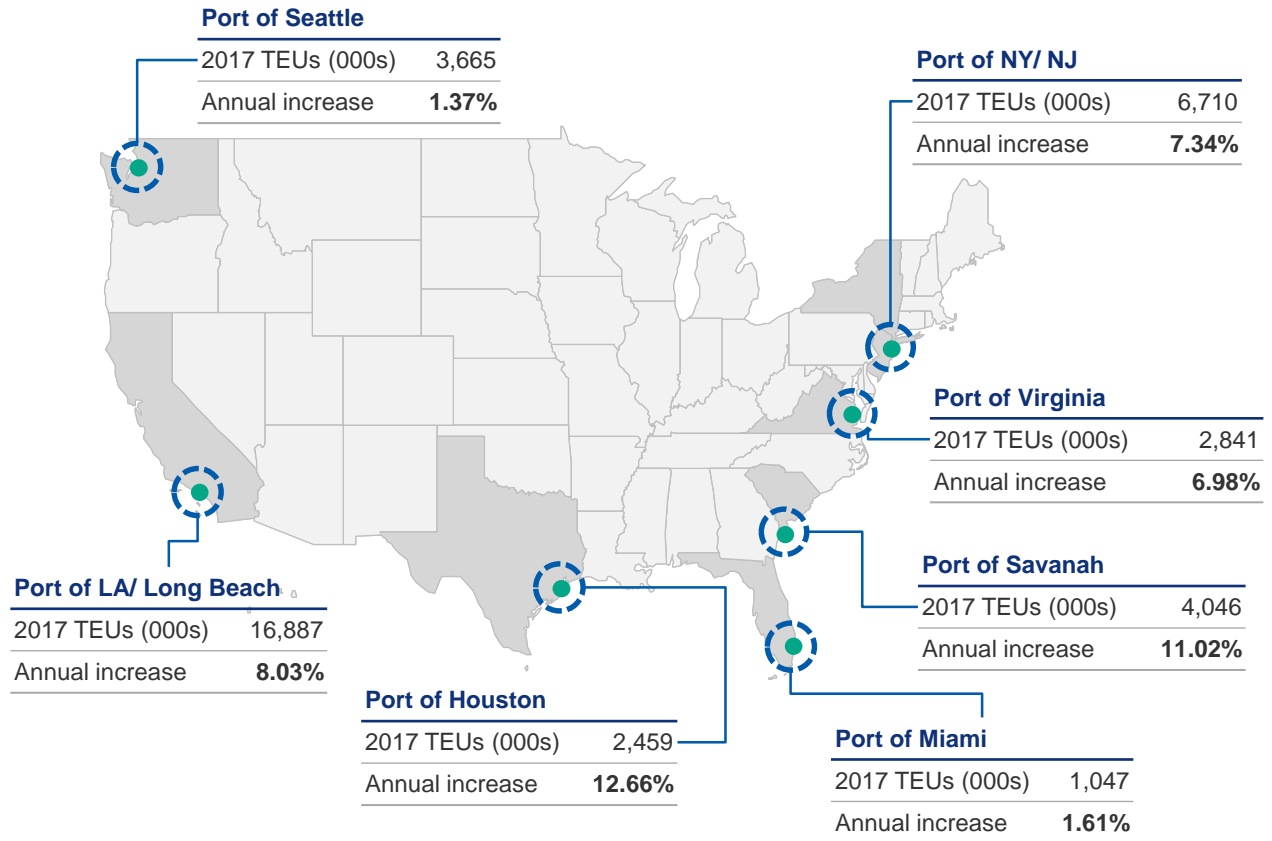 Port of Seattle
2017 TEUs (000s) 3,665
Annual increase 1.37%
Port of NY/ NJ
2017 TEUs (000s) 6,710
Annual increase 7.34%
Port of Virginia
2017 TEUs (000s) 2,841
Annual increase 6.98%
Port of Savanah
2017 TEUs (000s) 4,046
Annual increase 11.02%
Port of LA/ Long Beach
2017 TEUs (000s) 16,887
Annual increase 8.03%
Port of Houston
2017 TEUs (000s) 2,459
Annual increase 12.66%
Port of Miami
2017 TEUs (000s) 1,047
Annual increase 1.61%